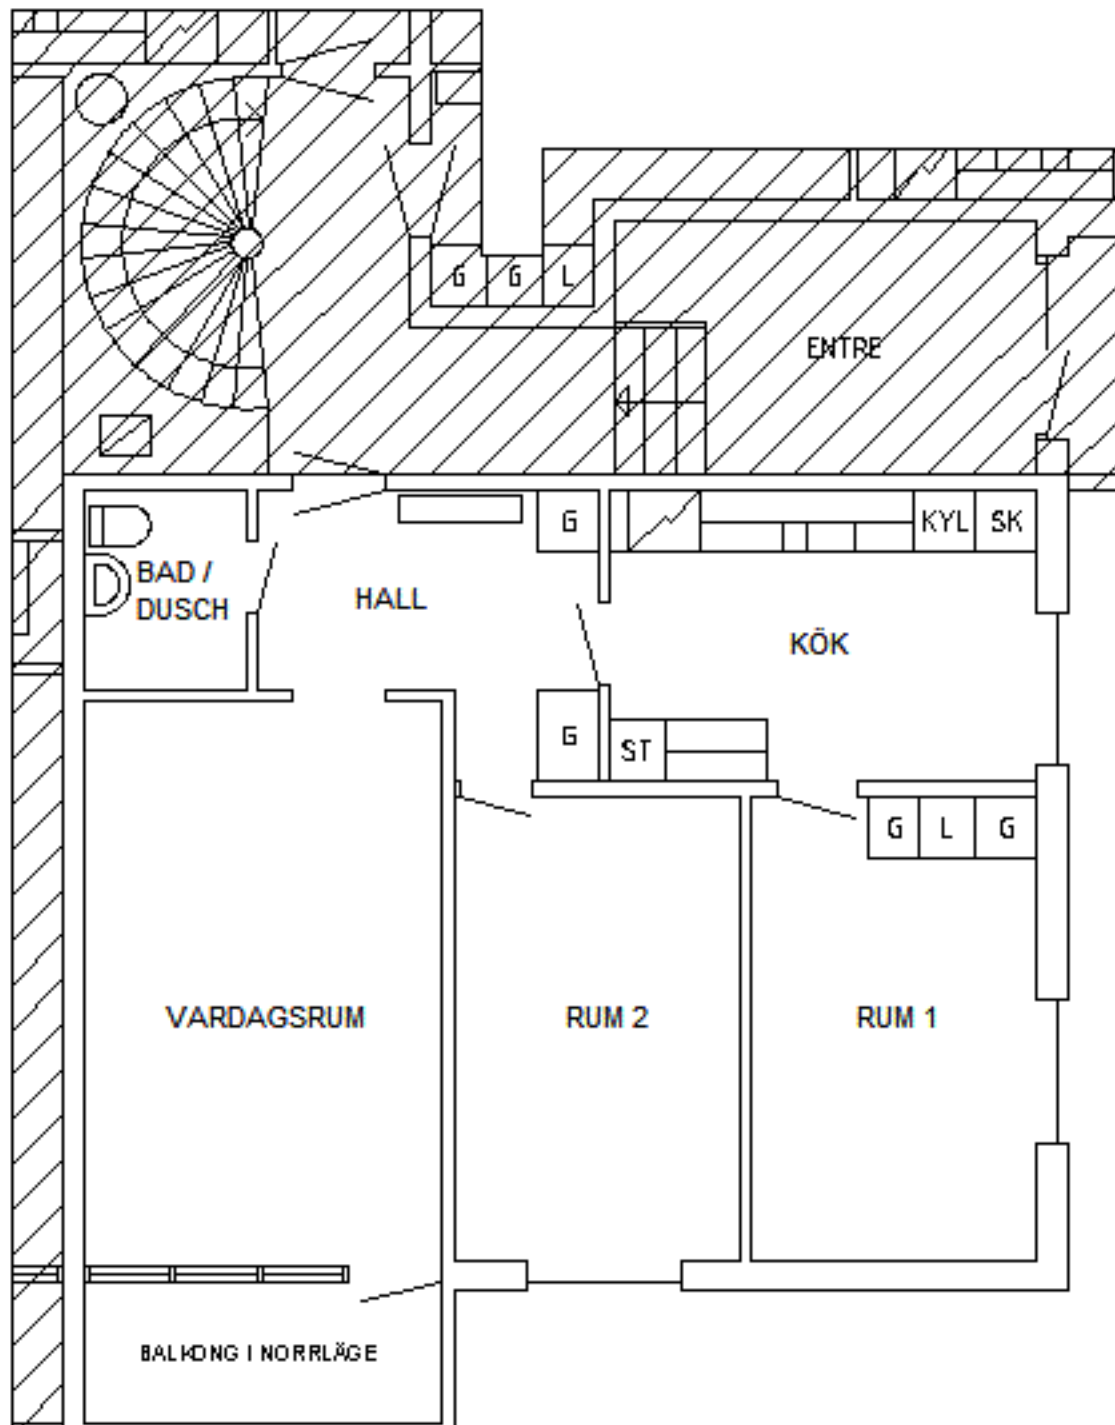 G G L
ENTRE
G
KYL SK
BAD /
DUSCH
HALL
KÖK
G
ST
G L G
VARDAGSRUM
RUM 2
RUM 1
BALKONG I NORRLÄGE